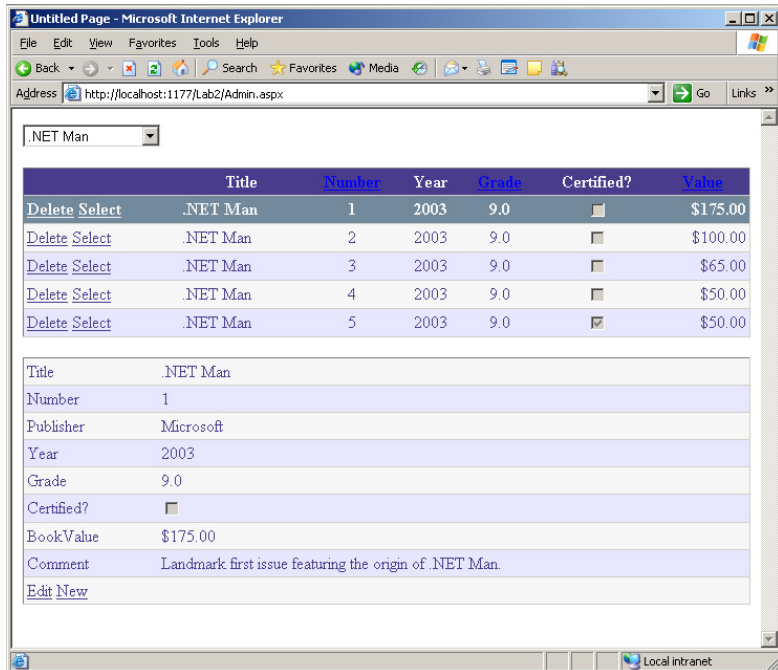 Untitled Page - Microsoft Internet Explorer
File Edit View Favorites Tools Help
Back Search Favorites Media
Address http://localhost:1177/Lab2/Admin.aspx Go Links »
.NET Man
Title Number Year Grade Certified? Value
Delete Select .NET Man 1 2003 9.0 $175.00
Delete Select .NET Man 2 2003 9.0 $100.00
Delete Select .NET Man 3 2003 9.0 $65.00
Delete Select .NET Man 4 2003 9.0 $50.00
Delete Select .NET Man 5 2003 9.0 $50.00
Title .NET Man
Number 1
Publisher Microsoft
Year 2003
Grade 9.0
Certified?
BookValue $175.00
Comment Landmark first issue featuring the origin of .NET Man.
Edit New
Local intranet